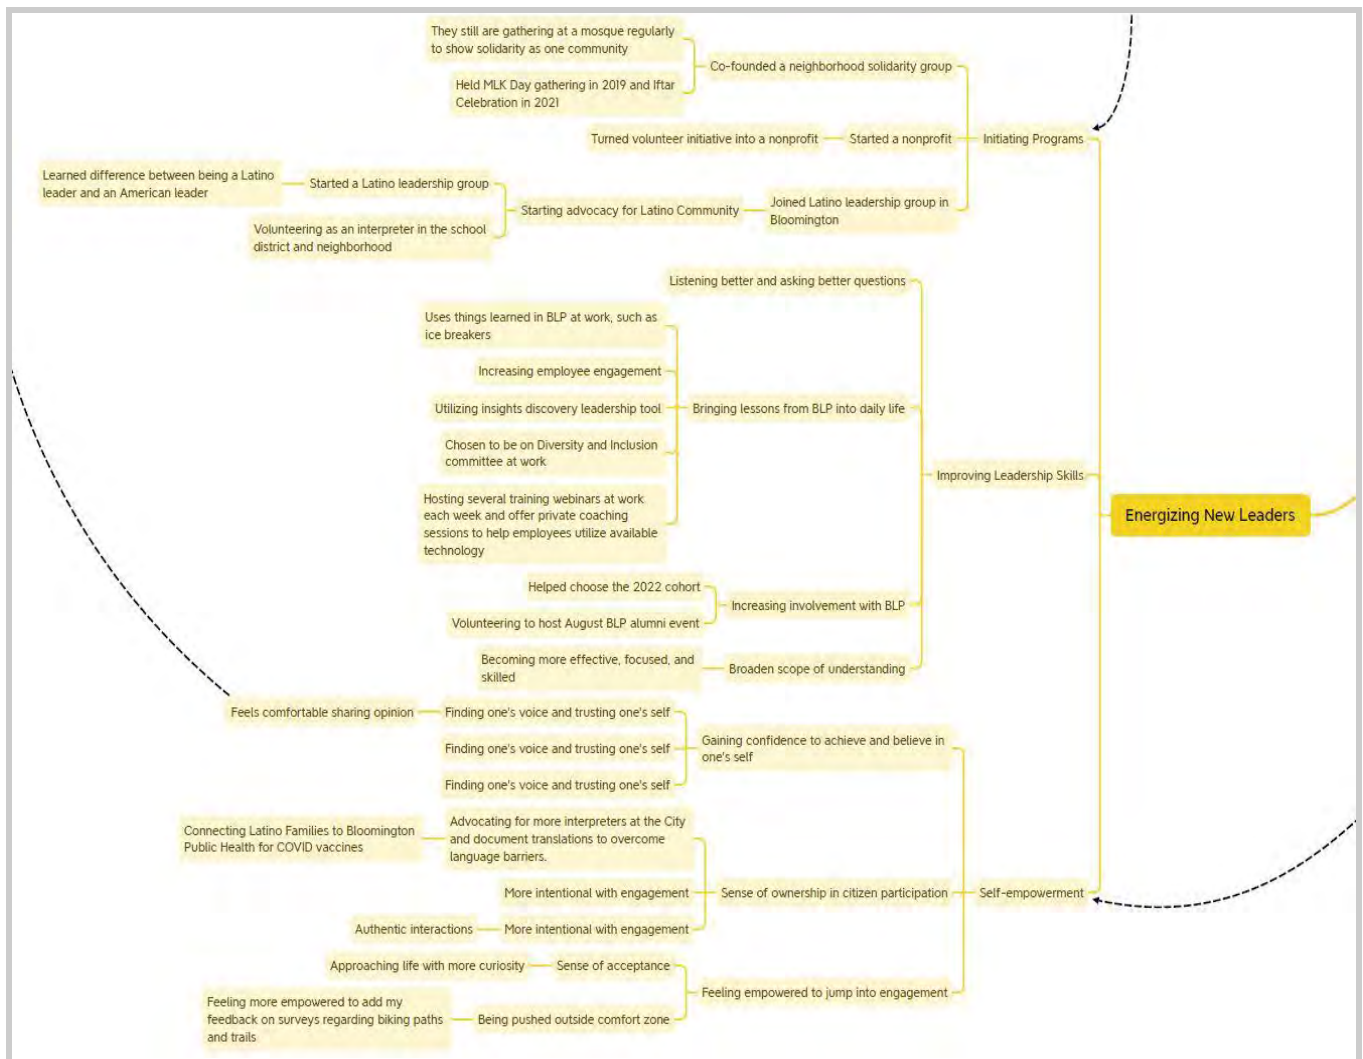 They still are gathering at a mosque regularly
to show solidarity as one community
Co-founded a neighborhood solidarity group
Held MLK Day gathering in 2019 and Iftar
Celebration in 2021
Turned volunteer initiative into a nonprofit
Started a nonprofit
Initiating Programs
Learned difference between being a Latino
leader and an American leader
Started a Latino leadership group
Starting advocacy for Latino Community
Joined Latino leadership group in
Bloomington
Volunteering as an interpreter in the school
district and neighborhood
Listening better and asking better questions
Uses things learned in BLP at work, such as
ice breakers
Increasing employee engagement
Utilizing insights discovery leadership tool
Bringing lessons from BLP into daily life
Chosen to be on Diversity and Inclusion
committee at work
Hosting several training webinars at work
each week and offer private coaching
sessions to help employees utilize available
technology
Improving Leadership Skills
Energizing New Leaders
Helped choose the 2022 cohort
Increasing involvement with BLP
Volunteering to host August BLP alumni event
Becoming more effective, focused, and
skilled
Broaden scope of understanding
Feels comfortable sharing opinion
Finding one's voice and trusting one's self
Finding one's voice and trusting one's self
Gaining confidence to achieve and believe in
one's self
Finding one's voice and trusting one's self
Connecting Latino Families to Bloomington
Public Health for COVID vaccines
Advocating for more interpreters at the City
and document translations to overcome
language barriers.
More intentional with engagement
Sense of ownership in citizen participation
Self-empowerment
Authentic interactions
More intentional with engagement
Approaching life with more curiosity
Sense of acceptance
Feeling empowered to jump into engagement
Feeling more empowered to add my
feedback on surveys regarding biking paths
and trails
Being pushed outside comfort zone